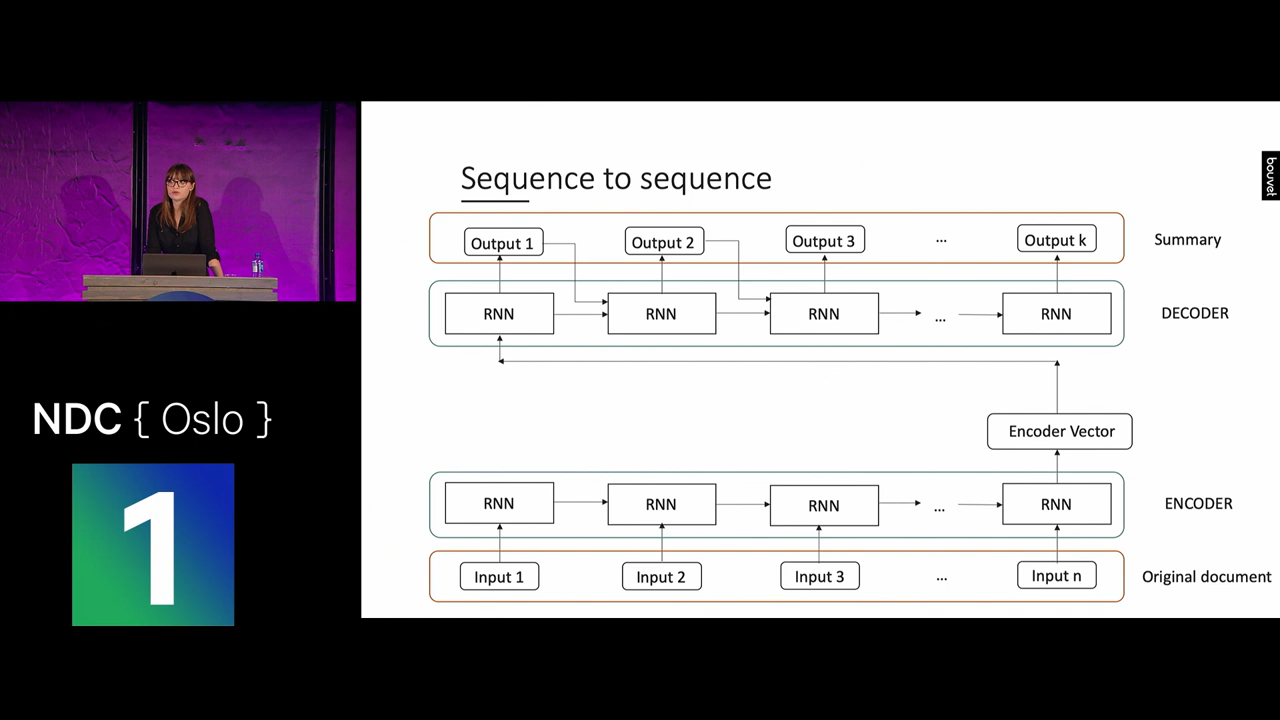 Sequence to sequence
bouvet
Output 1
Output 2
Output 3
...
Output k
Summary
RNN
RNN
RNN
...
RNN
DECODER
Encoder Vector
RNN
RNN
RNN
...
RNN
ENCODER
Input 1
Input 2
Input 3
...
Input n
Original document
NDC { Oslo }
1